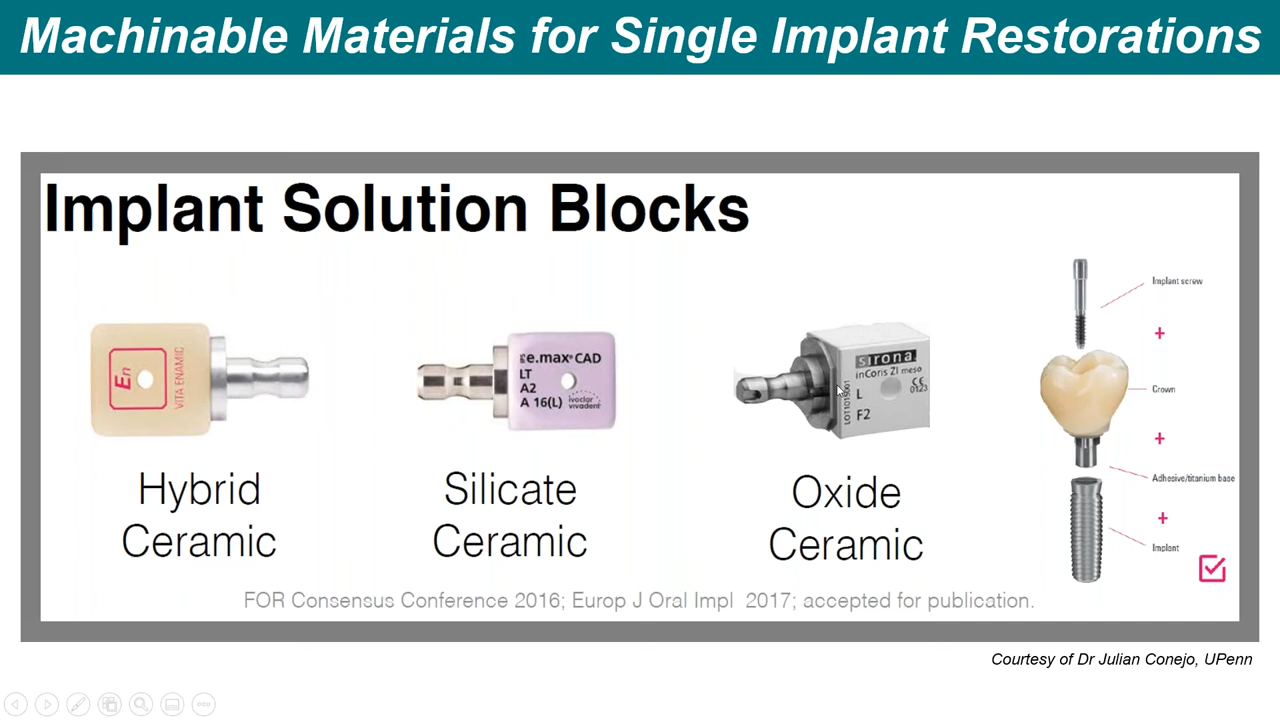 Machinable Materials for Single Implant Restorations
Implant Solution Blocks
En
VITA ENAMIC
e.max® CAD
LT
A2
A 16(L)
ivoclar
vivadent
sirona
inCoris ZI meso
CE
0123
L
F2
Implant screw
+
Crown
+
Adhesive/titanium base
+
Implant
Hybrid
Ceramic
Silicate
Ceramic
Oxide
Ceramic
FOR Consensus Conference 2016; Europ J Oral Impl 2017; accepted for publication.
Courtesy of Dr Julian Conejo, UPenn